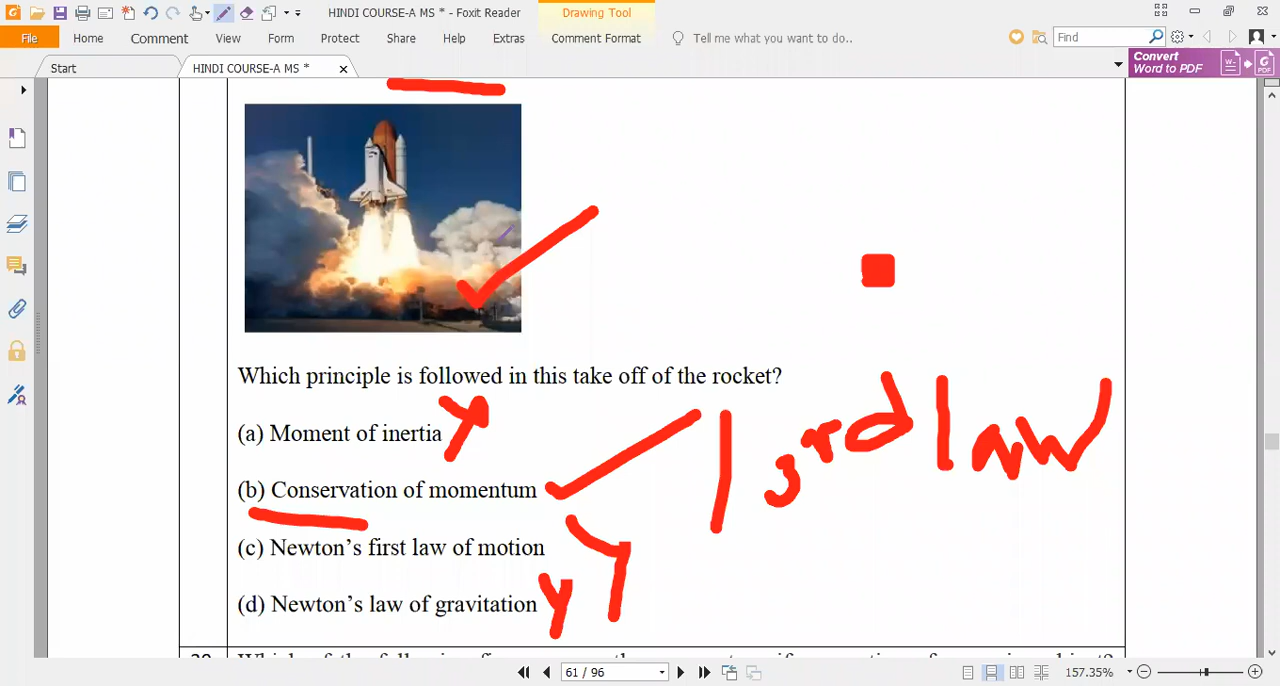 HINDI COURSE-A MS * - Foxit Reader
Drawing Tool
File
Home
Comment
View
Form
Protect
Share
Help
Extras
Comment Format
Tell me what you want to do..
Find
Start
HINDI COURSE-A MS *
Convert
Word to PDF
Which principle is followed in this take off of the rocket?
(a) Moment of inertia
(b) Conservation of momentum
3rd law
(c) Newton's first law of motion
(d) Newton's law of gravitation
61 / 96
157.35%